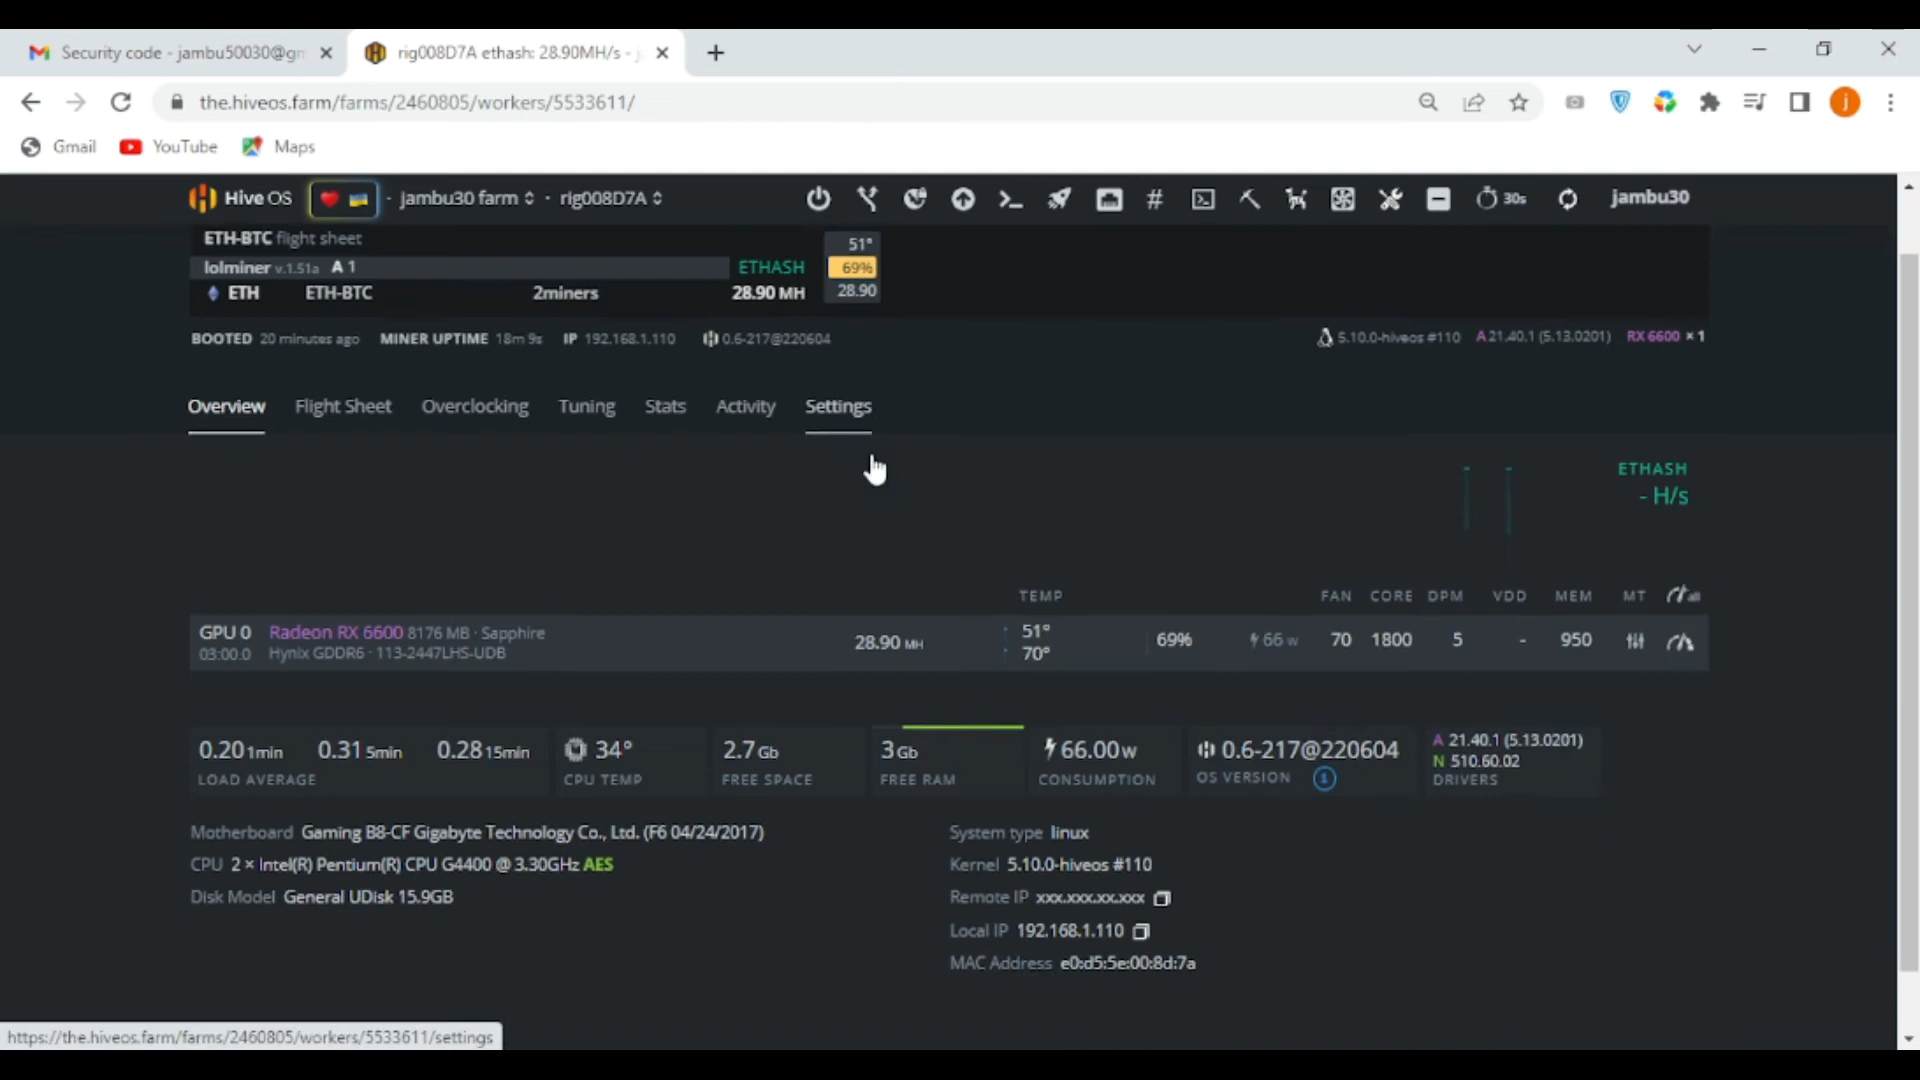 Security code - jambu50030@gm
rig008D7A ethash: 28.90MH/s - j
the.hiveos.farm/farms/2460805/workers/5533611/
j
Gmail YouTube Maps
Hive OS · jambu30 farm · rig008D7A 30s jambu30
ETH-BTC flight sheet 51°
lolminer v.1.51a A 1 ETHASH 69%
ETH ETH-BTC 2miners 28.90 MH 28.90
BOOTED 20 minutes ago MINER UPTIME 18m 9s IP 192.168.1.110 0.6-217@220604 5.10.0-hiveos #110 A 21.40.1 (5.13.0201) RX 6600 × 1
Overview Flight Sheet Overclocking Tuning Stats Activity Settings
ETHASH
- H/s
TEMP FAN CORE DPM VDD MEM MT
GPU 0 Radeon RX 6600 8176 MB · Sapphire 28.90 MH 51° 69% 66 w 70 1800 5 - 950
03:00.0 Hynix GDDR6 · 113-2447LHS-UDB 70°
0.20 1min 0.31 5min 0.28 15min 34° 2.7 Gb 3 Gb 66.00 w 0.6-217@220604 A 21.40.1 (5.13.0201)
N 510.60.02
LOAD AVERAGE CPU TEMP FREE SPACE FREE RAM CONSUMPTION OS VERSION 1 DRIVERS
Motherboard Gaming B8-CF Gigabyte Technology Co., Ltd. (F6 04/24/2017) System type linux
CPU 2 × Intel(R) Pentium(R) CPU G4400 @ 3.30GHz AES Kernel 5.10.0-hiveos #110
Disk Model General UDisk 15.9GB Remote IP xxx.xxx.xx.xxx
Local IP 192.168.1.110
MAC Address e0:d5:5e:00:8d:7a
https://the.hiveos.farm/farms/2460805/workers/5533611/settings